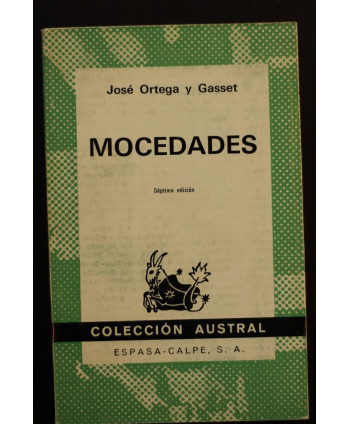 José Ortega y Gasset
MOCEDADES
Séptima edición
COLECCIÓN AUSTRAL
ESPASA-CALPE, S. A.